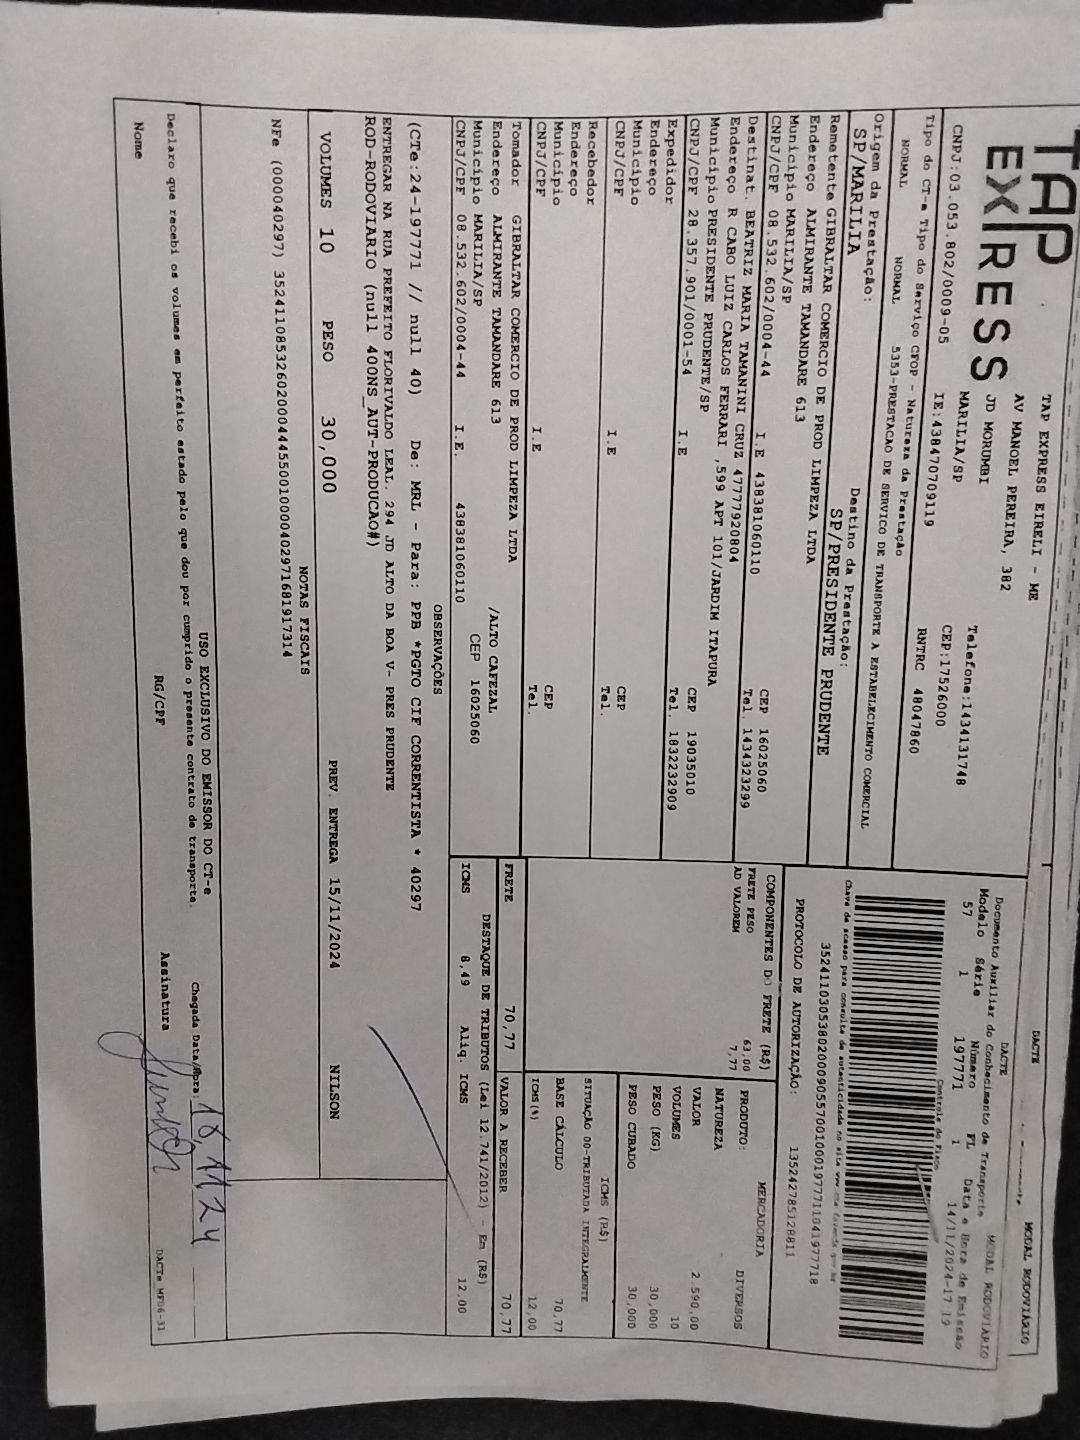 TAP EXPRESS
TAP EXPRESS EIRELI - ME
AV MANOEL PEREIRA, 382
JD MORUMBI
MARILIA/SP
Telefone:1434131748
CEP:17526000
CNPJ:03.053.802/0009-05 IE:438470709119 RNTRC 48047860
Tipo do CT-e Tipo do Serviço CFOP - Natureza da Prestação
NORMAL NORMAL 5353-PRESTACAO DE SERVICO DE TRANSPORTE A ESTABELECIMENTO COMERCIAL
Origem da Prestação: Destino da Prestação:
SP/MARILIA SP/PRESIDENTE PRUDENTE
DACTE MODAL RODOVIÁRIO
DACTE MODAL RODOVIÁRIO
Documento Auxiliar do Conhecimento de Transporte
Modelo Série Número FL Data e Hora de Emissão
57 1 197771 1 14/11/2024-17:19
Controle do Fisco
Chave de acesso para consulta de autenticidade no site
35241103053802000905570010001977711041977718
PROTOCOLO DE AUTORIZAÇÃO: 135242785128811
Remetente GIBRALTAR COMERCIO DE PROD LIMPEZA LTDA
Endereço ALMIRANTE TAMANDARE 613
Município MARILIA/SP CEP 16025060
CNPJ/CPF 08.532.602/0004-44 I.E 438381060110 Tel. 1434323299
Destinat. BEATRIZ MARIA TAMANINI CRUZ 47777920804
Endereço R CABO LUIZ CARLOS FERRARI ,599 APT 101/JARDIM ITAPURA
Município PRESIDENTE PRUDENTE/SP CEP 19035010
CNPJ/CPF 28.357.901/0001-54 I.E Tel. 1832232909
Expedidor
Endereço
Município CEP
CNPJ/CPF I.E Tel.
Recebedor
Endereço
Município CEP
CNPJ/CPF I.E Tel.
Tomador GIBRALTAR COMERCIO DE PROD LIMPEZA LTDA
Endereço ALMIRANTE TAMANDARE 613 /ALTO CAFEZAL
Município MARILIA/SP CEP 16025060
CNPJ/CPF 08.532.602/0004-44 I.E. 438381060110
COMPONENTES DO FRETE (R$)
FRETE PESO 63,00
AD VALOREM 7,77
MERCADORIA
PRODUTO:
NATUREZA DIVERSOS
VALOR 2.590,00
VOLUMES 10
PESO (KG) 30,000
PESO CUBADO 30,000
ICMS (R$)
SITUAÇÃO 00-TRIBUTADA INTEGRALMENTE
BASE CÁLCULO 70,77
ICMS(%) 12,00
FRETE 70,77 VALOR A RECEBER 70,77
DESTAQUE DE TRIBUTOS (Lei 12.741/2012) - Em (R$)
ICMS 8,49 Aliq. ICMS 12,00
OBSERVAÇÕES
(CTe:24-197771 // null 40) De: MRL - Para: PPB *PGTO CIF CORRENTISTA * 40297
ENTREGAR NA RUA PREFEITO FLORIVALDO LEAL. 294 JD ALTO DA BOA V- PRES PRUDENTE
ROD-RODOVIARIO (null 400NS_AUT-PRODUCAO#)
VOLUMES 10 PESO 30,000 PREV. ENTREGA 15/11/2024 NILSON
NOTAS FISCAIS
NFe (000040297) 35241108532602000444550010000402971681917314
USO EXCLUSIVO DO EMISSOR DO CT-e
Declaro que recebi os volumes em perfeito estado pelo que dou por cumprido o presente contrato de transporte.
Chegada Data/Hora: 18,11 24
Nome RG/CPF Assinatura
DACTe MF06-31